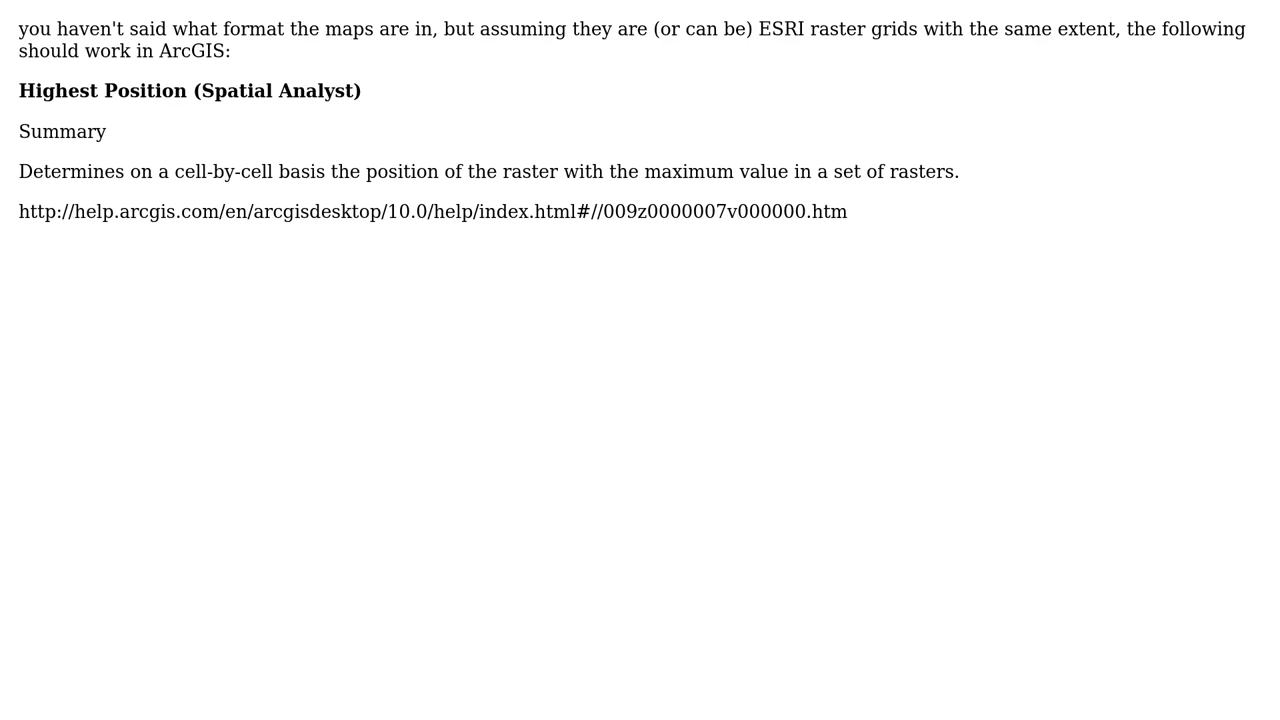 you haven't said what format the maps are in, but assuming they are (or can be) ESRI raster grids with the same extent, the following
should work in ArcGIS:
Highest Position (Spatial Analyst)
Summary
Determines on a cell-by-cell basis the position of the raster with the maximum value in a set of rasters.
http://help.arcgis.com/en/arcgisdesktop/10.0/help/index.html#//009z0000007v000000.htm